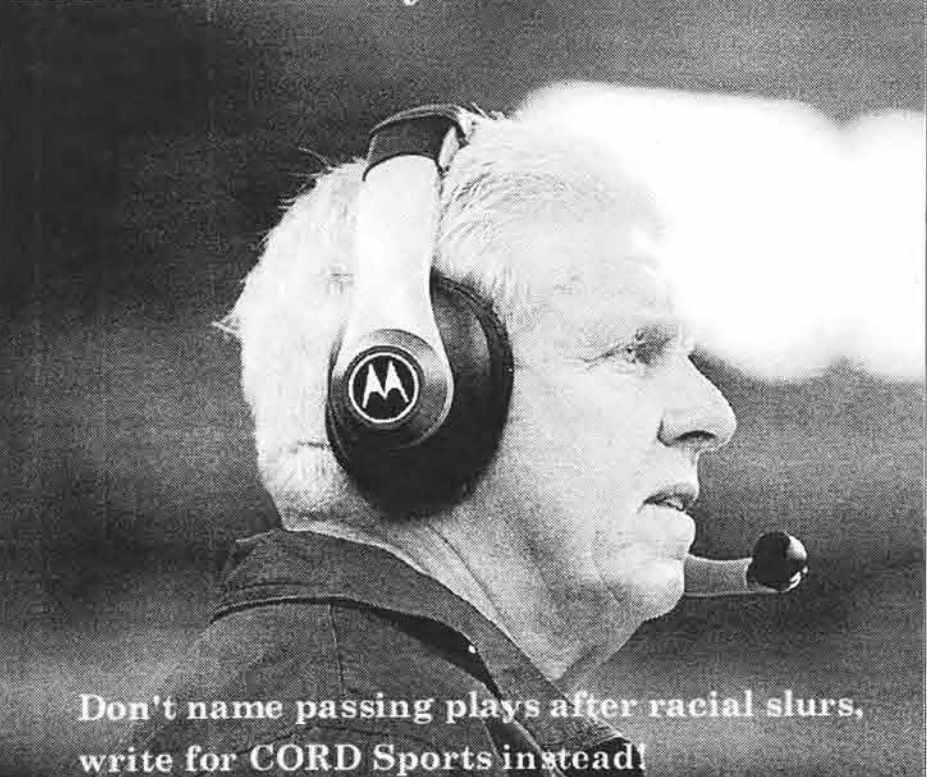 Don't name passing plays after racial slurs,
write for CORD Sports instead!